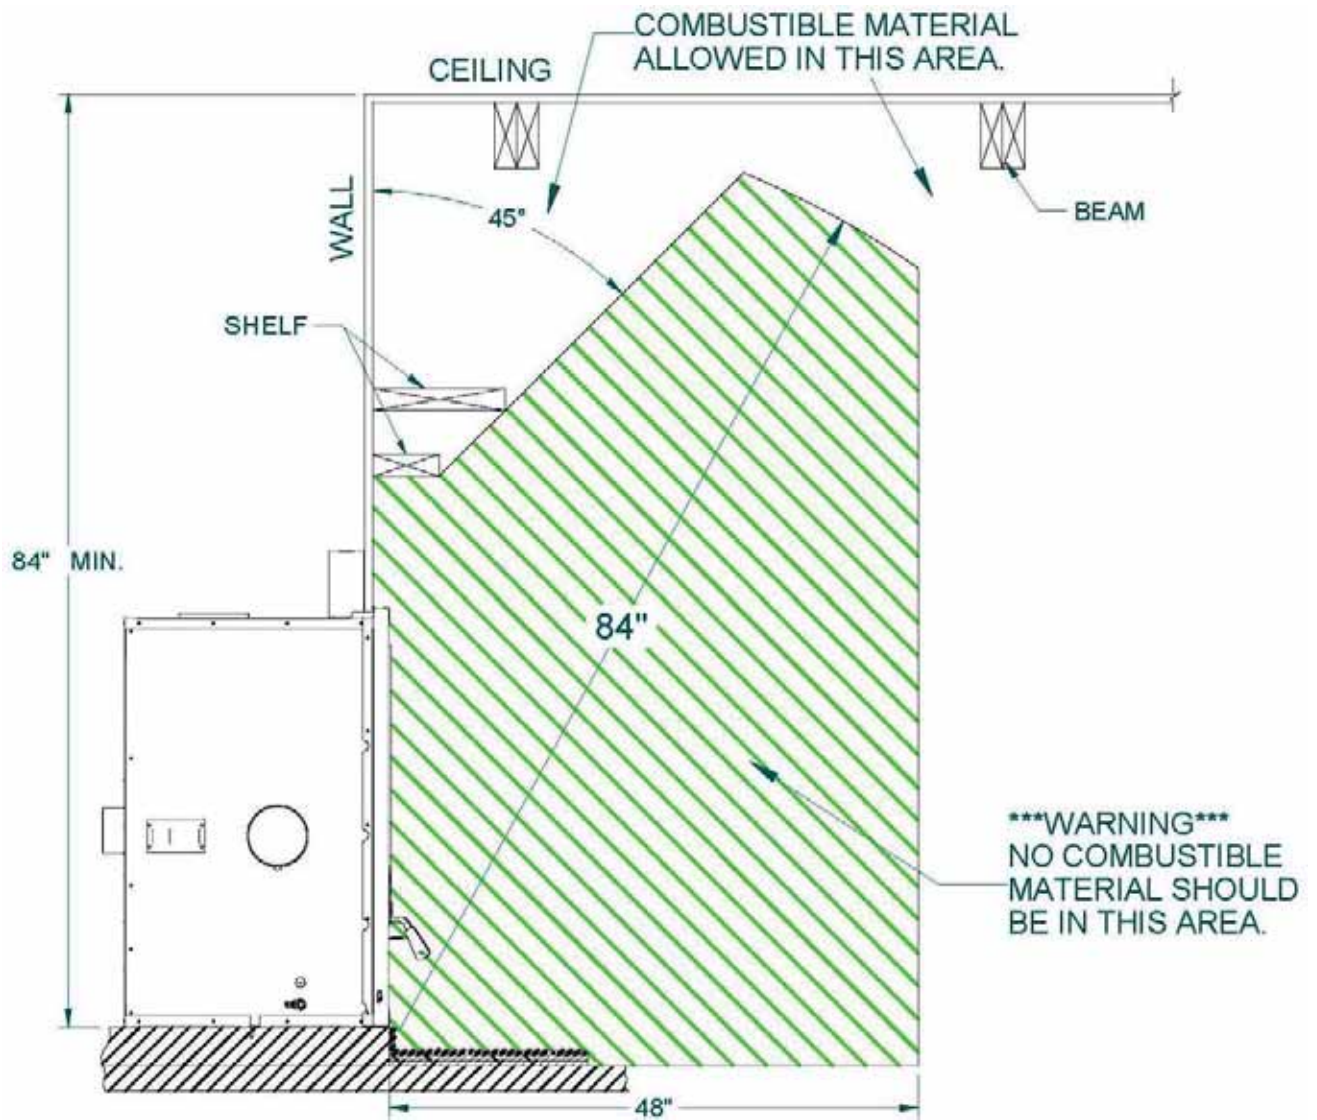 COMBUSTIBLE MATERIAL
ALLOWED IN THIS AREA.
CEILING
WALL
45"
BEAM
SHELF
84" MIN.
84"
***WARNING***
NO COMBUSTIBLE
MATERIAL SHOULD
BE IN THIS AREA.
48"